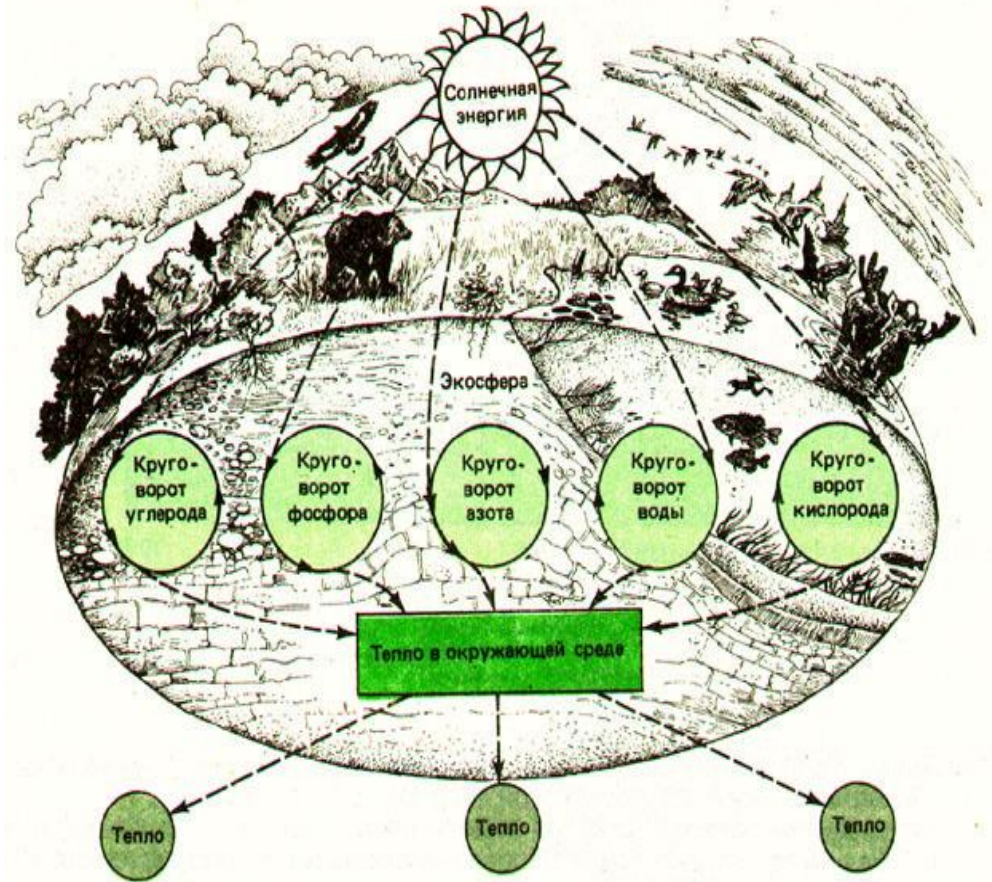 Солнечная
энергия
Экосфера
Круго-
ворот
углерода
Круго-
ворот
фосфора
Круго-
ворот
азота
Круго-
ворот
воды
Круго-
ворот
кислорода
Тепло в окружающей среде
Тепло
Тепло
Тепло